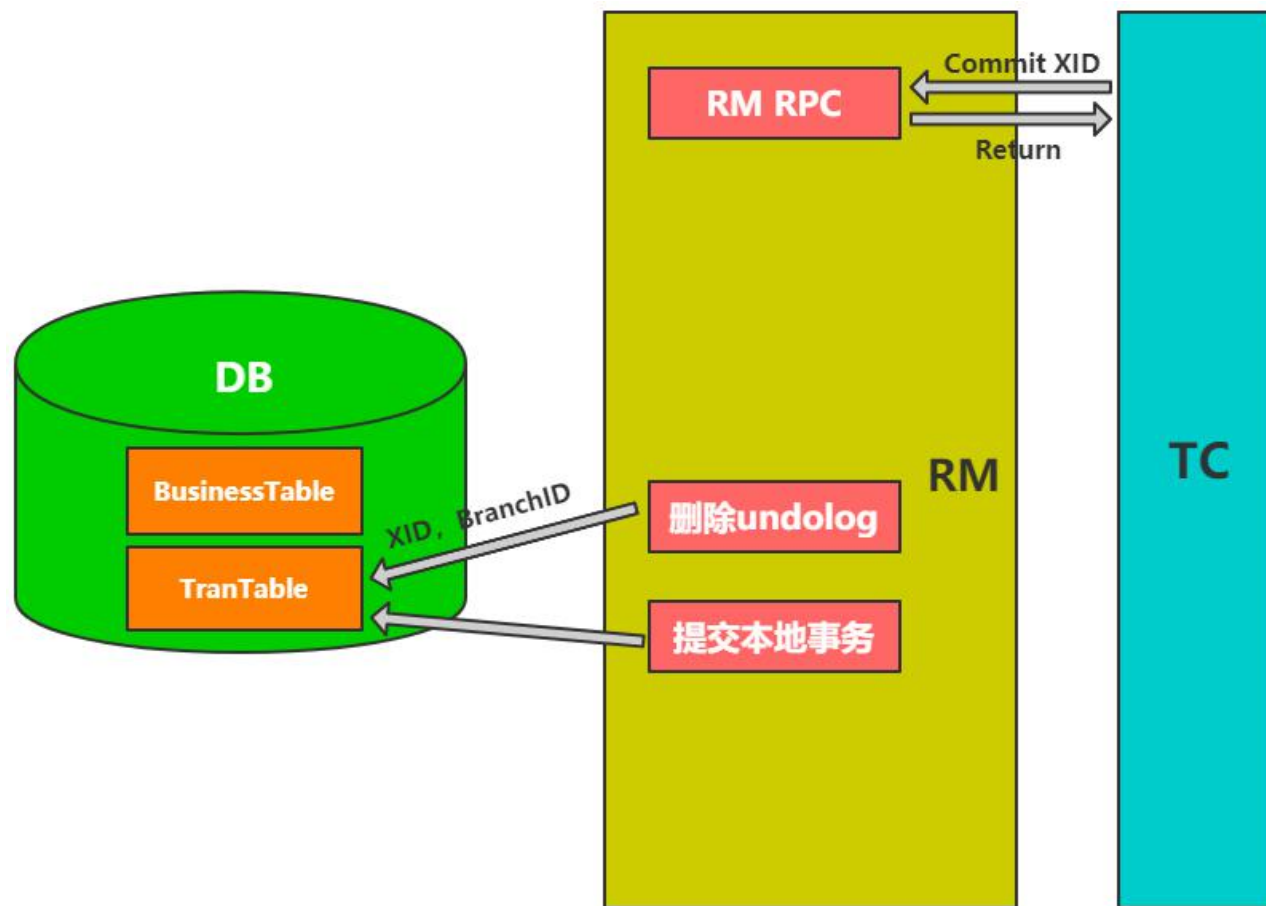 Commit XID
RM RPC
Return
DB
BusinessTable
XID，BranchID
删除undolog
RM
TC
TranTable
提交本地事务